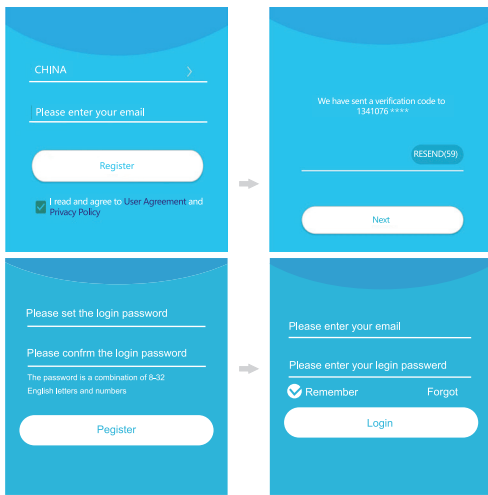 CHINA
Please enter your email
Register
I read and agree to User Agreement and
Privacy Policy
We have sent a verification code to
1341076 ****
RESEND(59)
Next
Please set the login password
Please confrm the login password
The password is a combination of 8-32
English letters and numbers
Pegister
Please enter your email
Please enter your legin passwerd
Remember
Forgot
Login